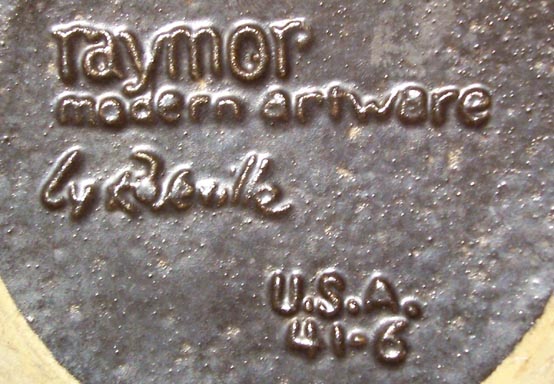 raymor
modern artware
by Roseville
U.S.A.
41-6